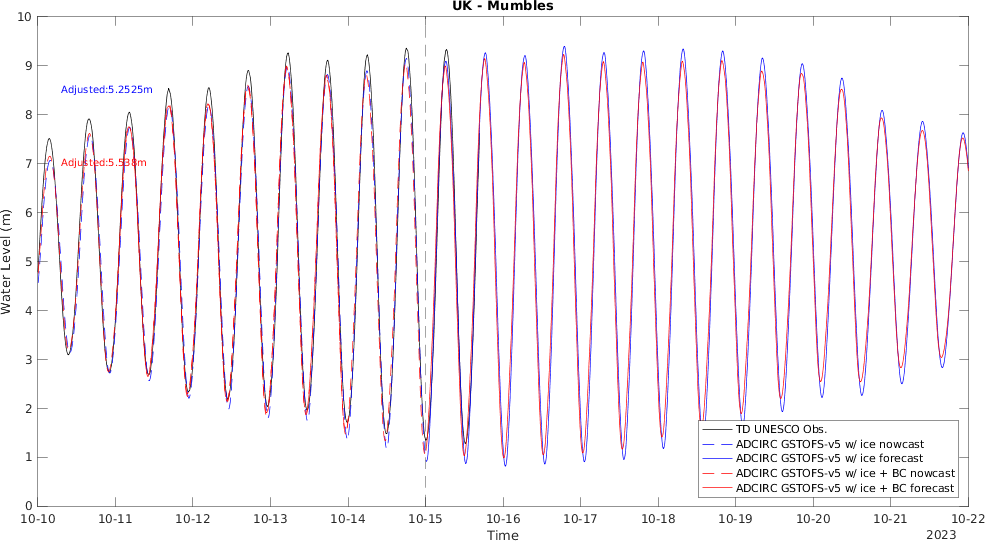 UK - Mumbles
Water Level (m)
10
9
8
7
6
5
4
3
2
1
0
Adjusted:5.2525m
Adjusted:5.538m
TD UNESCO Obs.
ADCIRC GSTOFS-v5 w/ ice nowcast
ADCIRC GSTOFS-v5 w/ ice forecast
ADCIRC GSTOFS-v5 w/ ice + BC nowcast
ADCIRC GSTOFS-v5 w/ ice + BC forecast
10-10 10-11 10-12 10-13 10-14 10-15 10-16 10-17 10-18 10-19 10-20 10-21 10-22
Time
2023